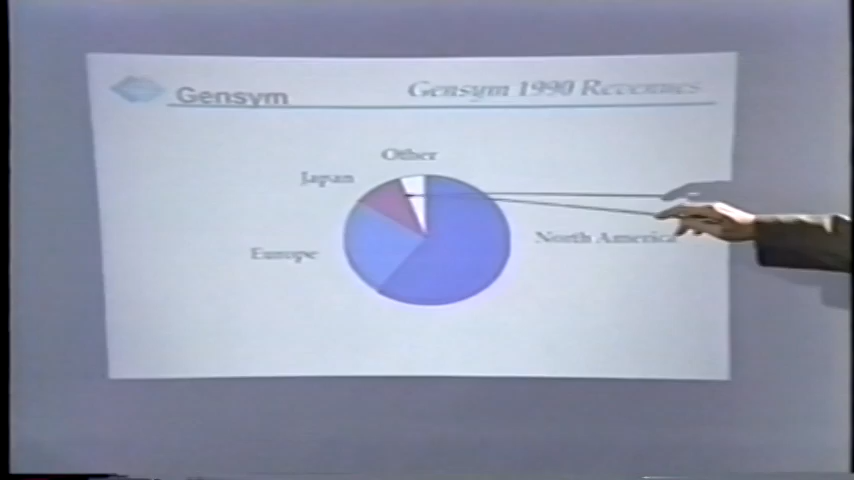 Gensym
Gensym 1990 Revenues
Other
Japan
North America
Europe